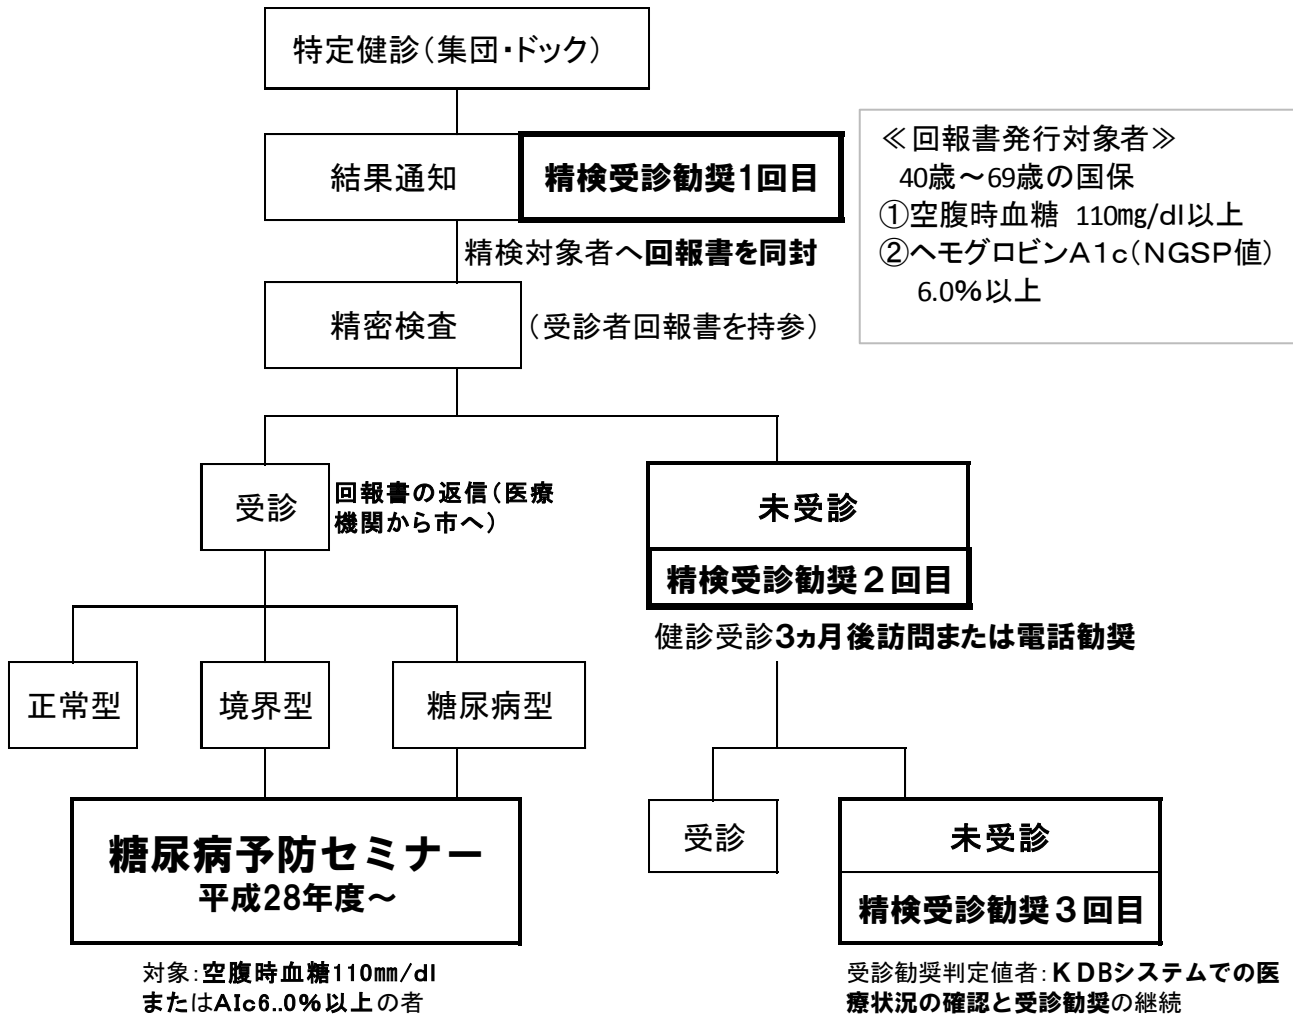 特定健診（集団・ドック）
結果通知
精検受診勧奨1回目
≪回報書発行対象者≫
40歳～69歳の国保
①空腹時血糖 110㎎/dl以上
②ヘモグロビンA1c（NGSP値）
6.0％以上
精検対象者へ回報書を同封
精密検査
（受診者回報書を持参）
受診
回報書の返信（医療
機関から市へ）
未受診
精検受診勧奨２回目
健診受診3ヵ月後訪問または電話勧奨
正常型
境界型
糖尿病型
糖尿病予防セミナー
平成28年度～
対象：空腹時血糖110㎜/dl
またはAIc6..0％以上の者
受診
未受診
精検受診勧奨３回目
受診勧奨判定値者：ＫDBシステムでの医
療状況の確認と受診勧奨の継続